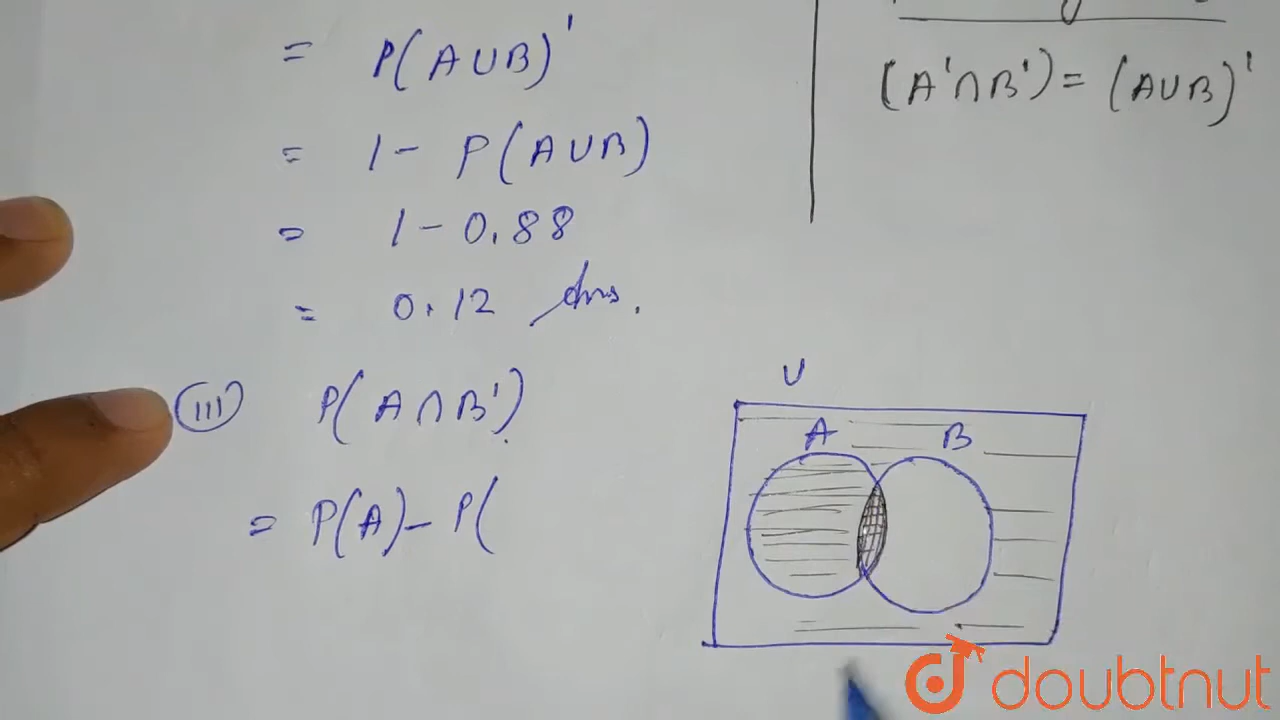 = P(A∪B)'
= 1 - P(A∪B)
= 1 - 0.88
= 0.12 Ans.
(A'∩B') = (A∪B)'
(iii) P(A∩B')
= P(A) - P(
U
A B
doubtnut